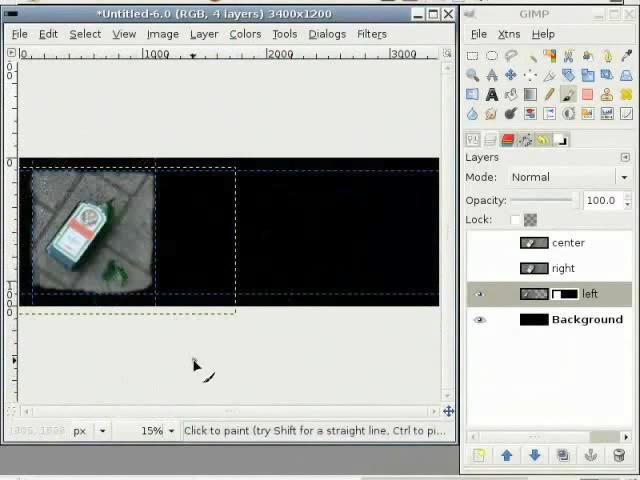 *Untitled-6.0 (RGB, 4 layers) 3400x1200
File Edit Select View Image Layer Colors Tools Dialogs Filters
0 1000 2000 3000
px 15% Click to paint (try Shift for a straight line, Ctrl to pi...
GIMP
File Xtns Help
Layers
Mode: Normal
Opacity: 100.0
Lock:
center
right
left
Background